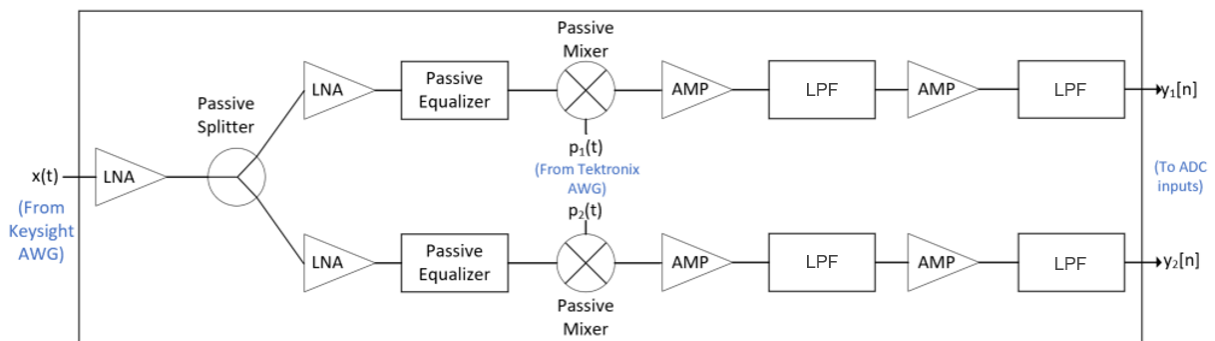 Passive
Mixer
LNA
Passive
Equalizer
AMP
LPF
AMP
LPF
y₁[n]
Passive
Splitter
p₁(t)
(From Tektronix
AWG)
p₂(t)
x(t)
LNA
(From
Keysight
AWG)
(To ADC
inputs)
LNA
Passive
Equalizer
AMP
LPF
AMP
LPF
y₂[n]
Passive
Mixer